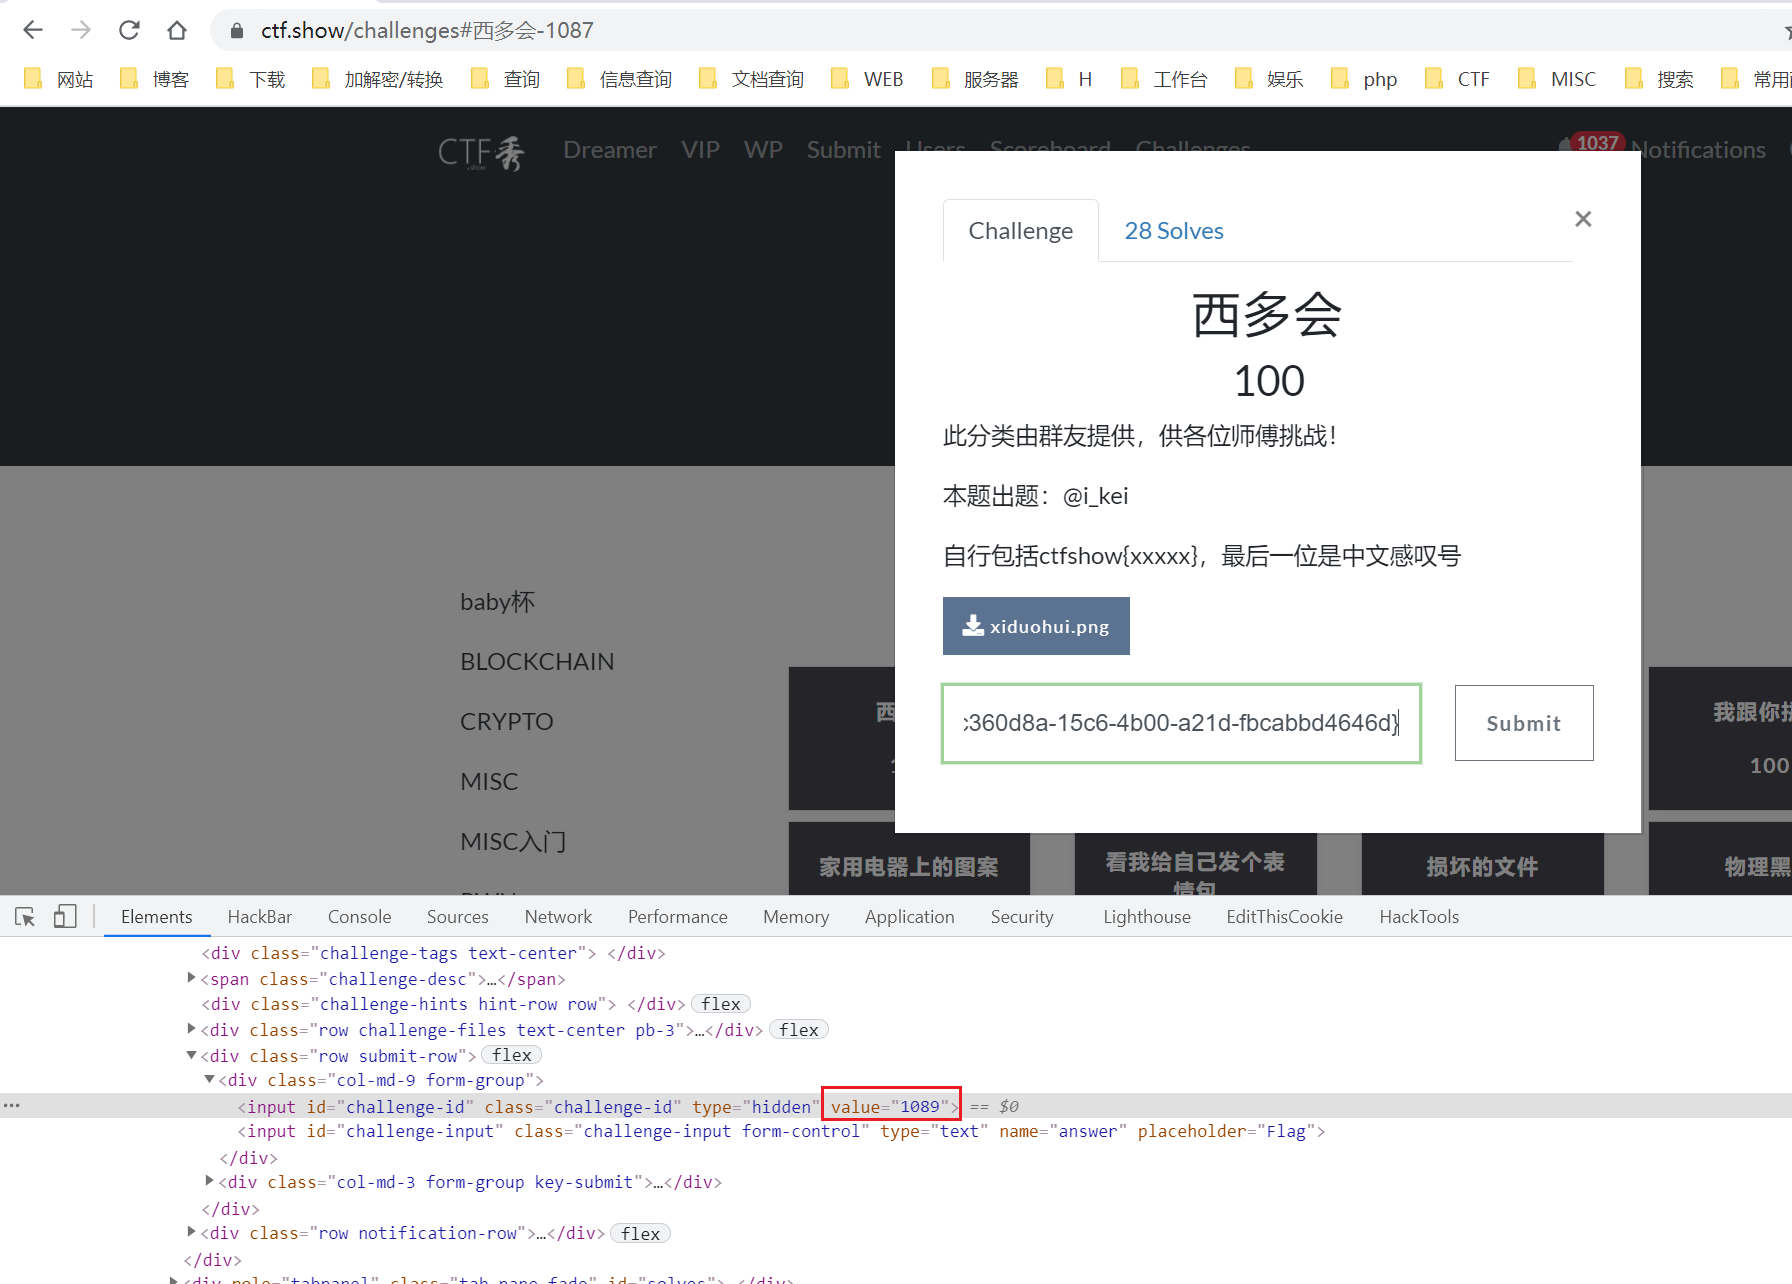 ctf.show/challenges#西多会-1087
网站 博客 下载 加解密/转换 查询 信息查询 文档查询 WEB 服务器 H 工作台 娱乐 php CTF MISC 搜索 常用
CTF秀 Dreamer VIP WP Submit Users Scoreboard Challenges 1037 Notifications
Challenge 28 Solves ×
西多会
100
此分类由群友提供，供各位师傅挑战！
本题出题：@i_kei
自行包括ctfshow{xxxxx}，最后一位是中文感叹号
xiduohui.png
c360d8a-15c6-4b00-a21d-fbcabbd4646d} Submit
baby杯
BLOCKCHAIN
CRYPTO
MISC
MISC入门
西
我跟你拼
100
家用电器上的图案 看我给自己发个表情包 损坏的文件 物理黑
Elements HackBar Console Sources Network Performance Memory Application Security Lighthouse EditThisCookie HackTools
<div class="challenge-tags text-center"> </div>
<span class="challenge-desc">…</span>
<div class="challenge-hints hint-row row"> </div> flex
<div class="row challenge-files text-center pb-3">…</div> flex
<div class="row submit-row"> flex
<div class="col-md-9 form-group">
<input id="challenge-id" class="challenge-id" type="hidden" value="1089"> == $0
<input id="challenge-input" class="challenge-input form-control" type="text" name="answer" placeholder="Flag">
</div>
<div class="col-md-3 form-group key-submit">…</div>
</div>
<div class="row notification-row">…</div> flex
</div>
<div role="tabpanel" class="tab-pane fade" id="solves"> </div>